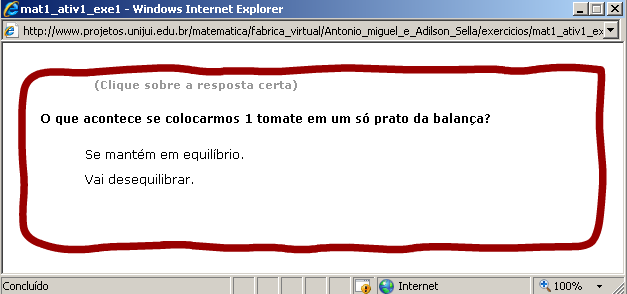 mat1_ativ1_exe1 - Windows Internet Explorer
http://www.projetos.unijui.edu.br/matematica/fabrica_virtual/Antonio_miguel_e_Adilson_Sella/exercicios/mat1_ativ1_ex
(Clique sobre a resposta certa)
O que acontece se colocarmos 1 tomate em um só prato da balança?
Se mantém em equilíbrio.
Vai desequilibrar.
Concluído Internet 100%